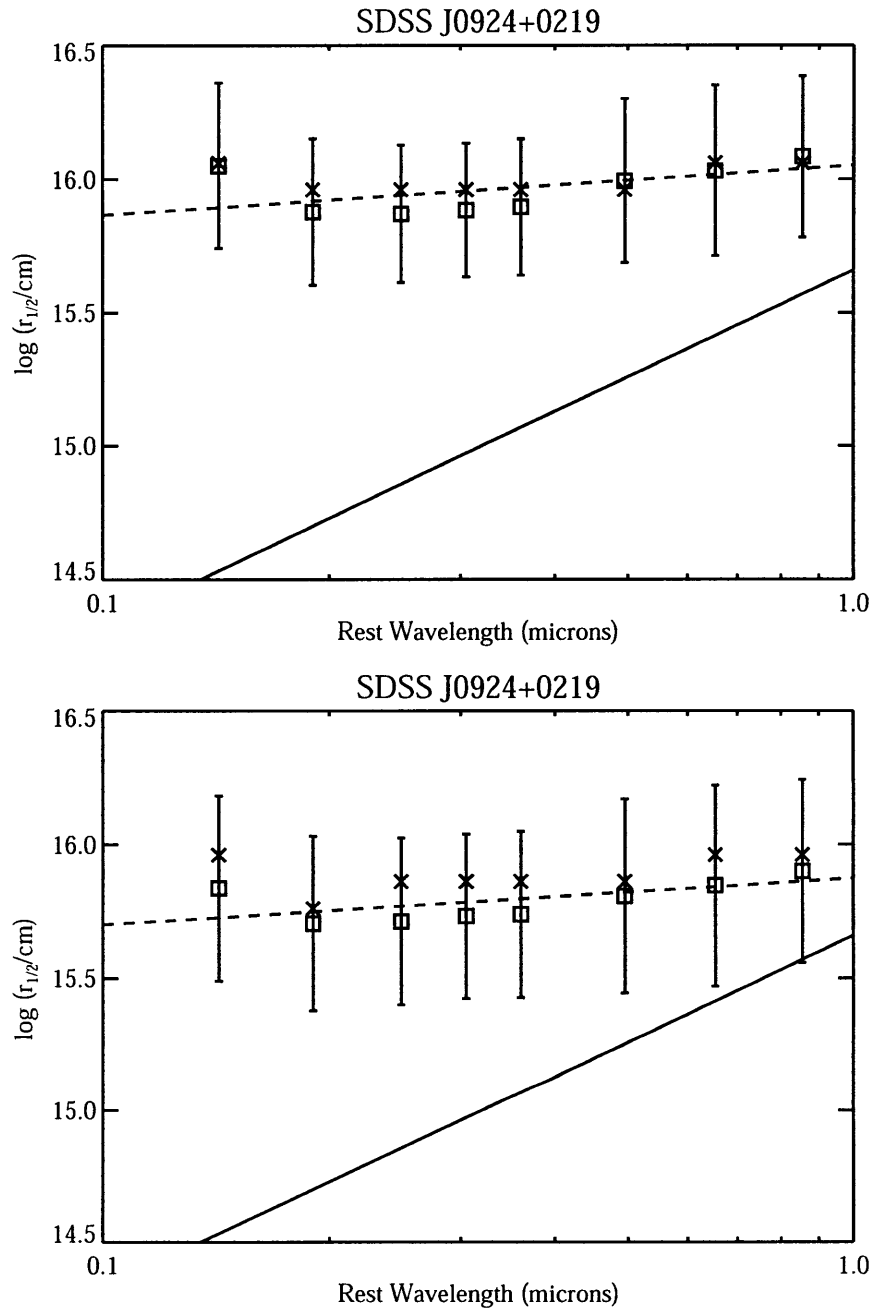 SDSS J0924+0219
16.5
16.0
15.5
15.0
14.5
log (r1/2/cm)
0.1
1.0
Rest Wavelength (microns)
SDSS J0924+0219
16.5
16.0
15.5
15.0
14.5
log (r1/2/cm)
0.1
1.0
Rest Wavelength (microns)